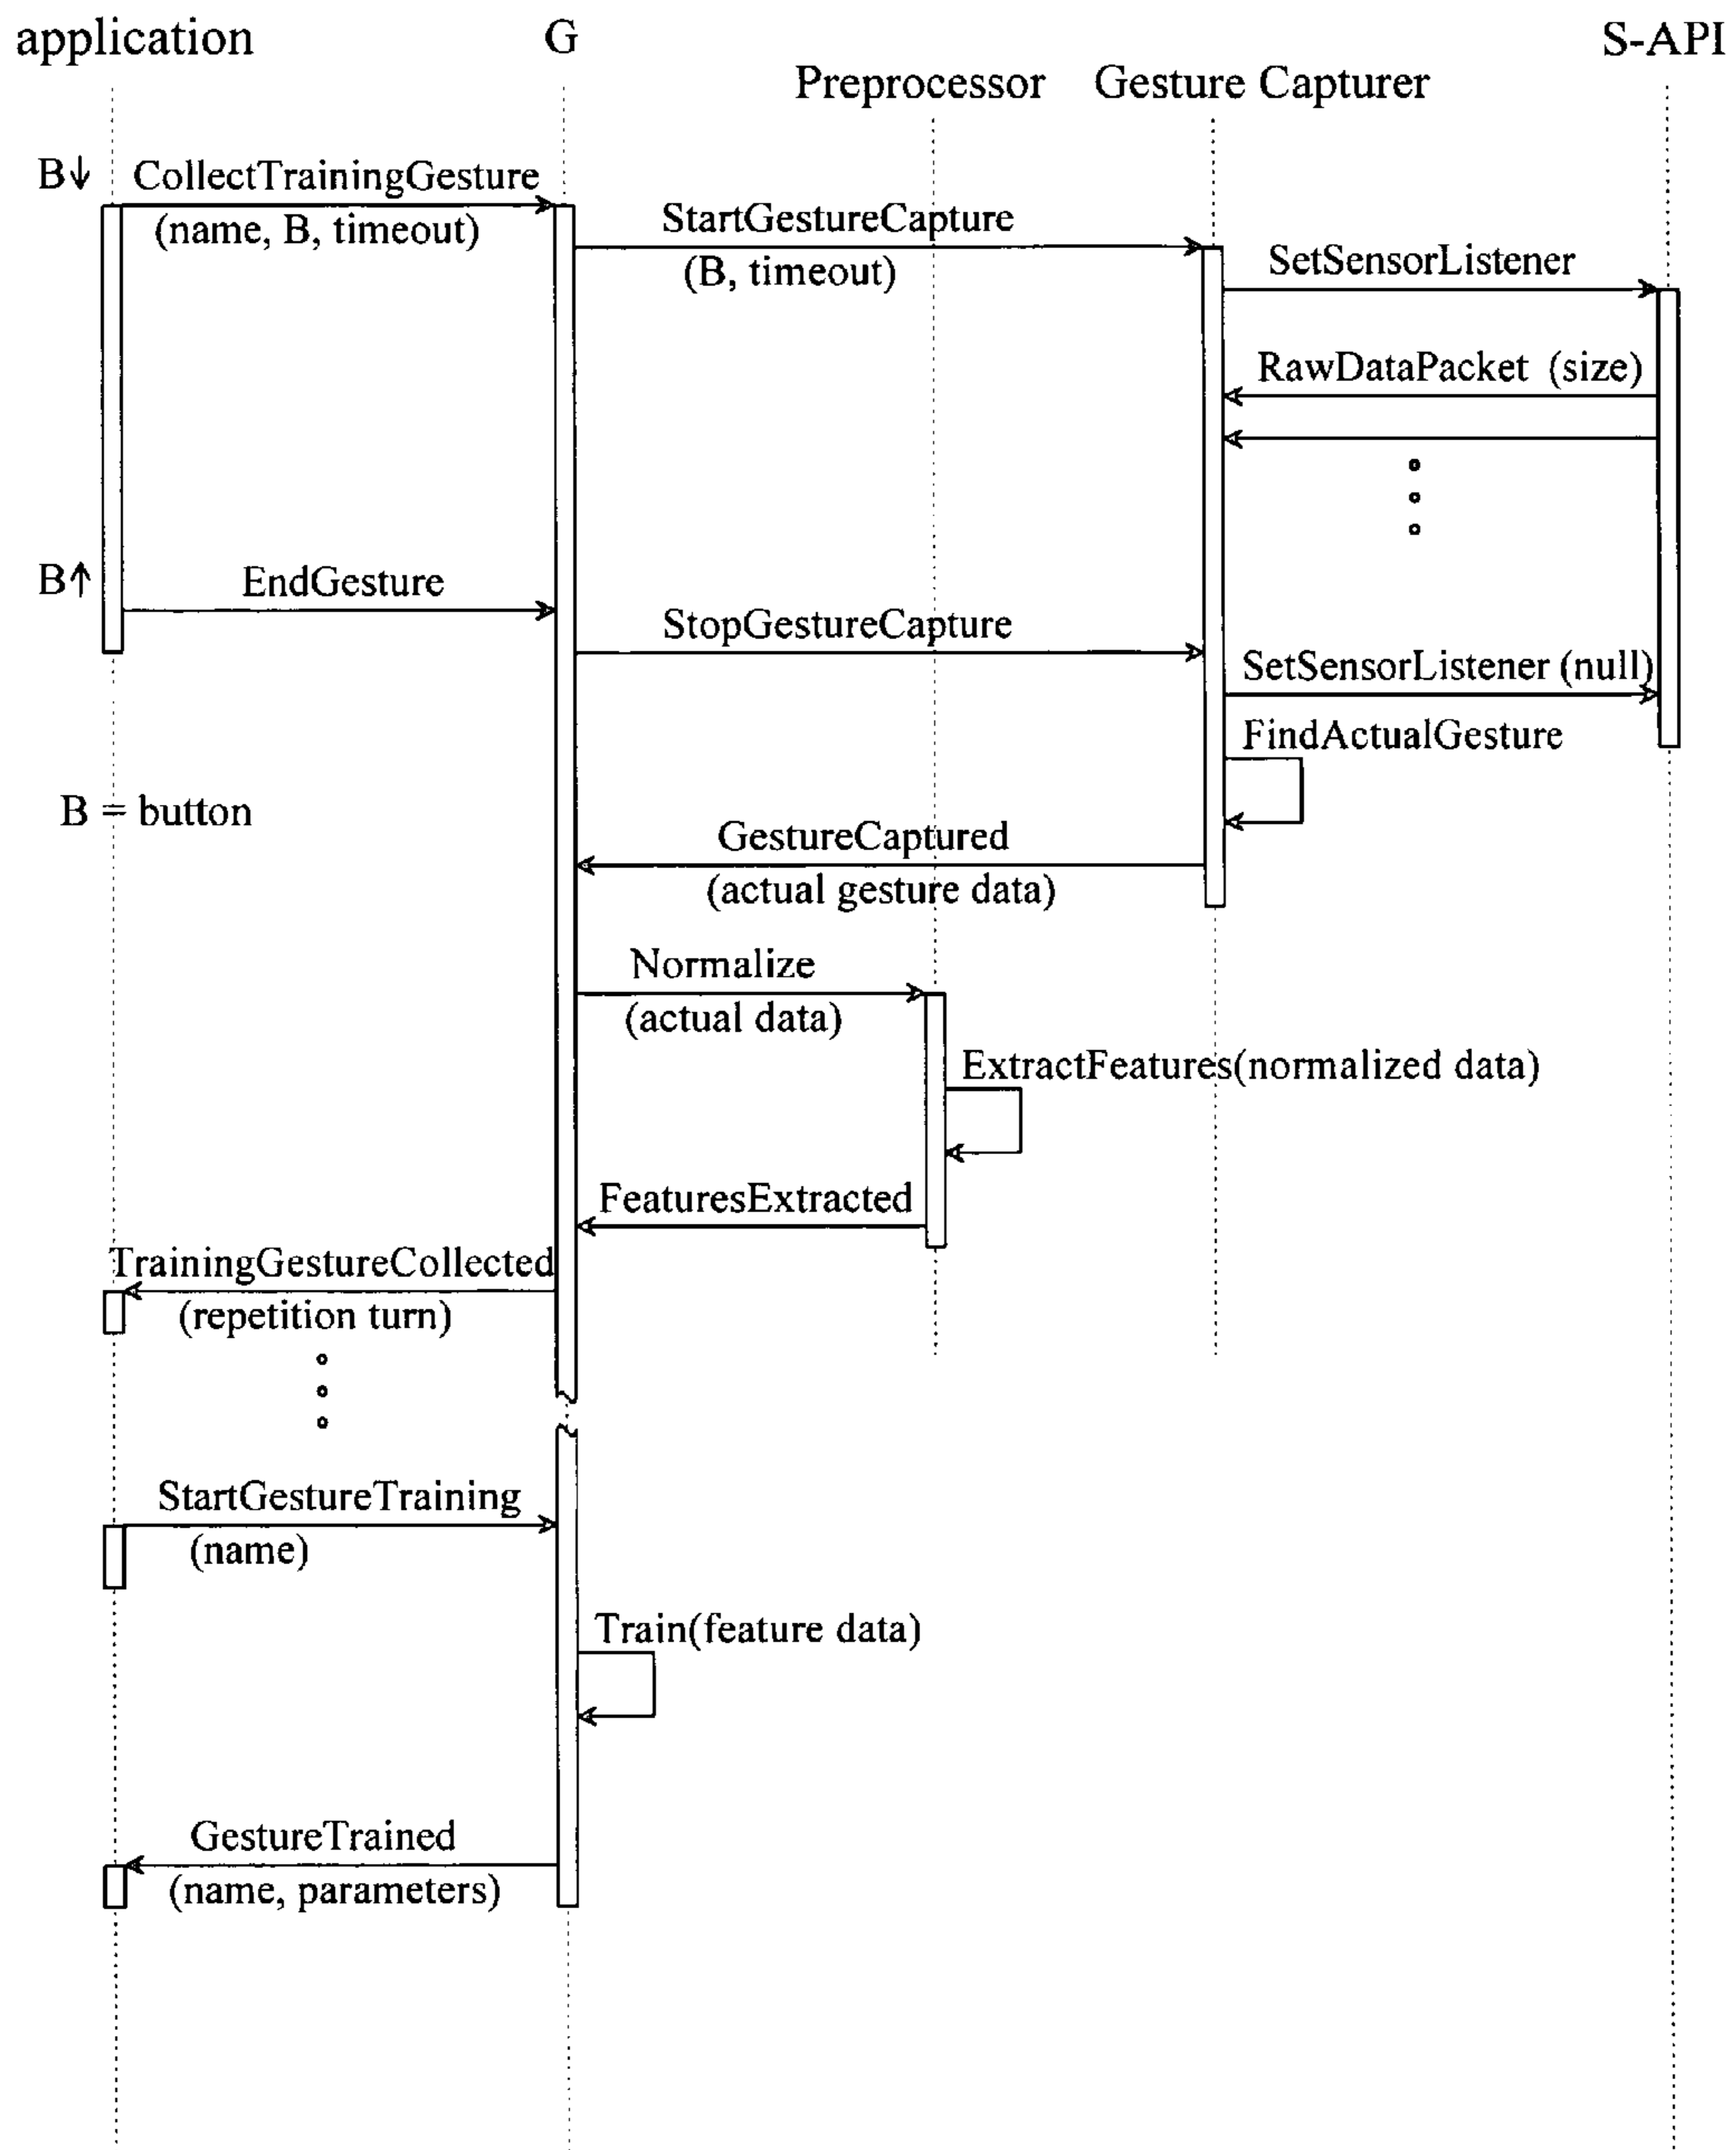 application
G
S-API
Preprocessor
Gesture Capturer
B↓
CollectTrainingGesture
(name, B, timeout)
StartGestureCapture
(B, timeout)
SetSensorListener
RawDataPacket (size)
B↑
EndGesture
StopGestureCapture
SetSensorListener (null)
FindActualGesture
B = button
GestureCaptured
(actual gesture data)
Normalize
(actual data)
ExtractFeatures(normalized data)
FeaturesExtracted
TrainingGestureCollected
(repetition turn)
StartGestureTraining
(name)
Train(feature data)
GestureTrained
(name, parameters)